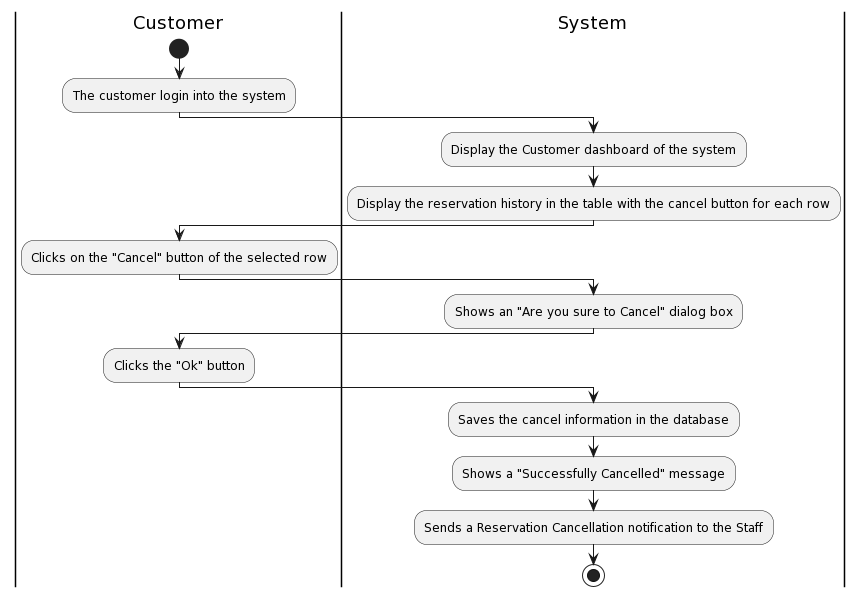 Customer
System
The customer login into the system
Display the Customer dashboard of the system
Display the reservation history in the table with the cancel button for each row
Clicks on the "Cancel" button of the selected row
Shows an "Are you sure to Cancel" dialog box
Clicks the "Ok" button
Saves the cancel information in the database
Shows a "Successfully Cancelled" message
Sends a Reservation Cancellation notification to the Staff